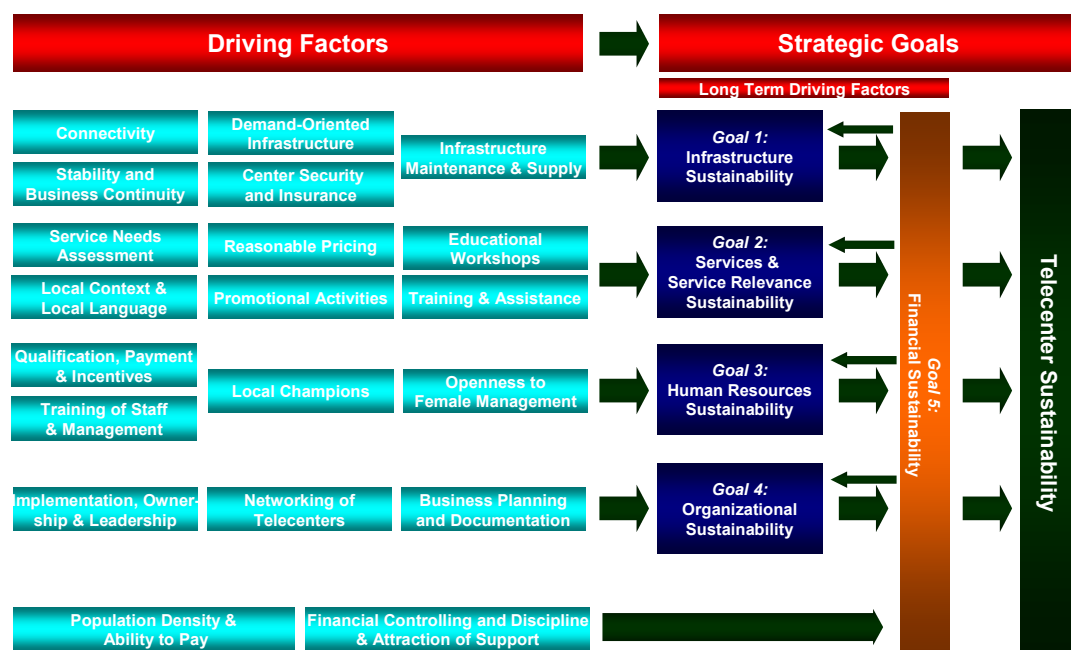 Driving Factors
Strategic Goals
Long Term Driving Factors
Connectivity
Demand-Oriented
Infrastructure
Infrastructure
Maintenance & Supply
Stability and
Business Continuity
Center Security
and Insurance
Goal 1:
Infrastructure
Sustainability
Service Needs
Assessment
Reasonable Pricing
Educational
Workshops
Local Context &
Local Language
Promotional Activities
Training & Assistance
Goal 2:
Services &
Service Relevance
Sustainability
Qualification, Payment
& Incentives
Training of Staff
& Management
Local Champions
Openness to
Female Management
Goal 3:
Human Resources
Sustainability
Implementation, Owner-
ship & Leadership
Networking of
Telecenters
Business Planning
and Documentation
Goal 4:
Organizational
Sustainability
Population Density &
Ability to Pay
Financial Controlling and Discipline
& Attraction of Support
Goal 5:
Financial Sustainability
Telecenter Sustainability